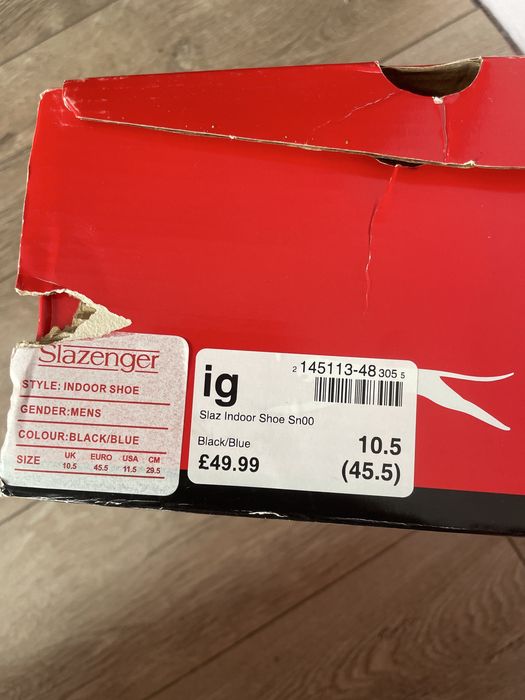 Slazenger
STYLE: INDOOR SHOE
GENDER:MENS
COLOUR:BLACK/BLUE
SIZE UK EURO USA CM
10.5 45.5 11.5 29.5
2 145113-48 305 5
ig
Slaz Indoor Shoe Sn00
Black/Blue 10.5
£49.99 (45.5)